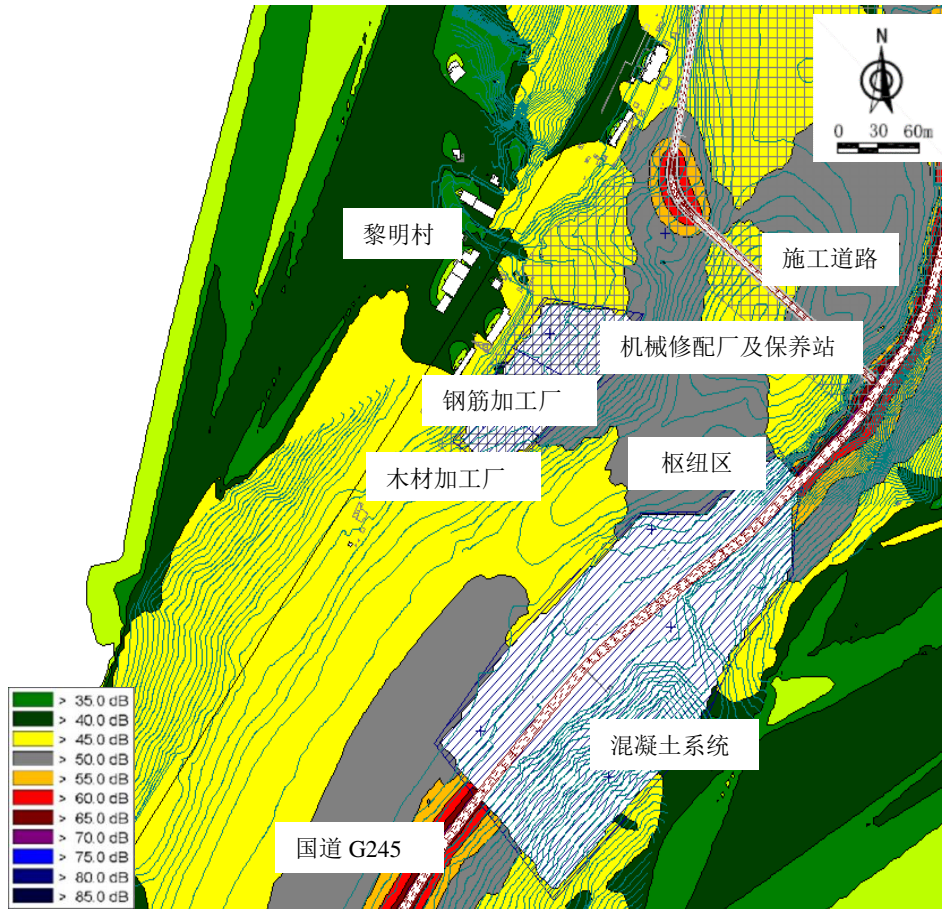 N
0 30 60m
黎明村
施工道路
机械修配厂及保养站
钢筋加工厂
枢纽区
木材加工厂
混凝土系统
国道 G245
> 35.0 dB
> 40.0 dB
> 45.0 dB
> 50.0 dB
> 55.0 dB
> 60.0 dB
> 65.0 dB
> 70.0 dB
> 75.0 dB
> 80.0 dB
> 85.0 dB